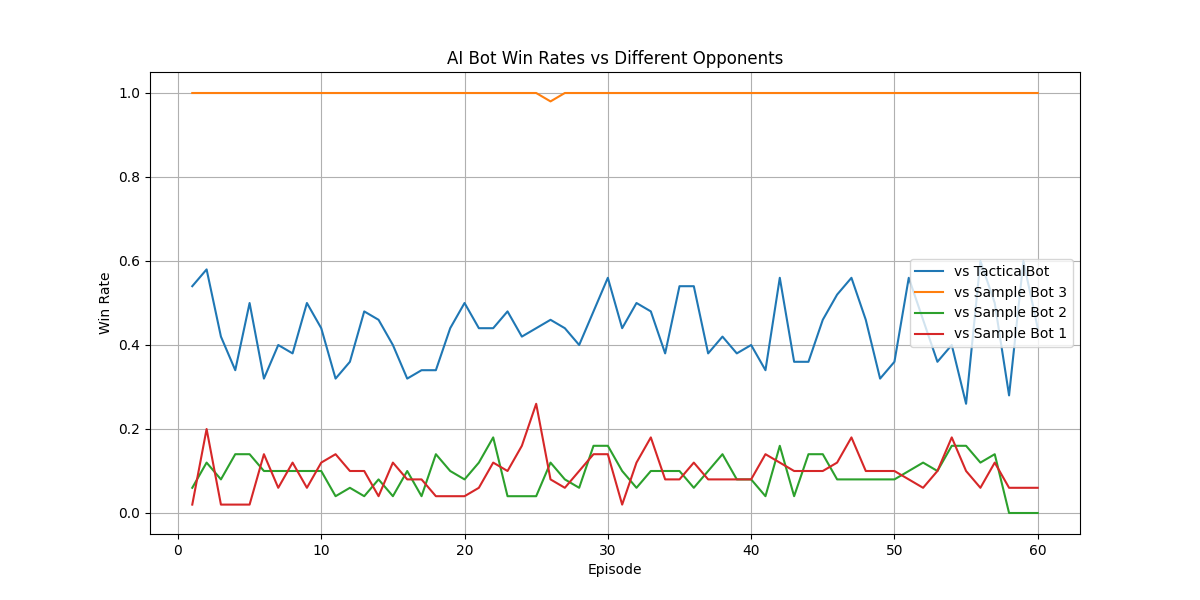 AI Bot Win Rates vs Different Opponents
1.0
0.8
0.6
0.4
0.2
0.0
Win Rate
vs TacticalBot
vs Sample Bot 3
vs Sample Bot 2
vs Sample Bot 1
0 10 20 30 40 50 60
Episode